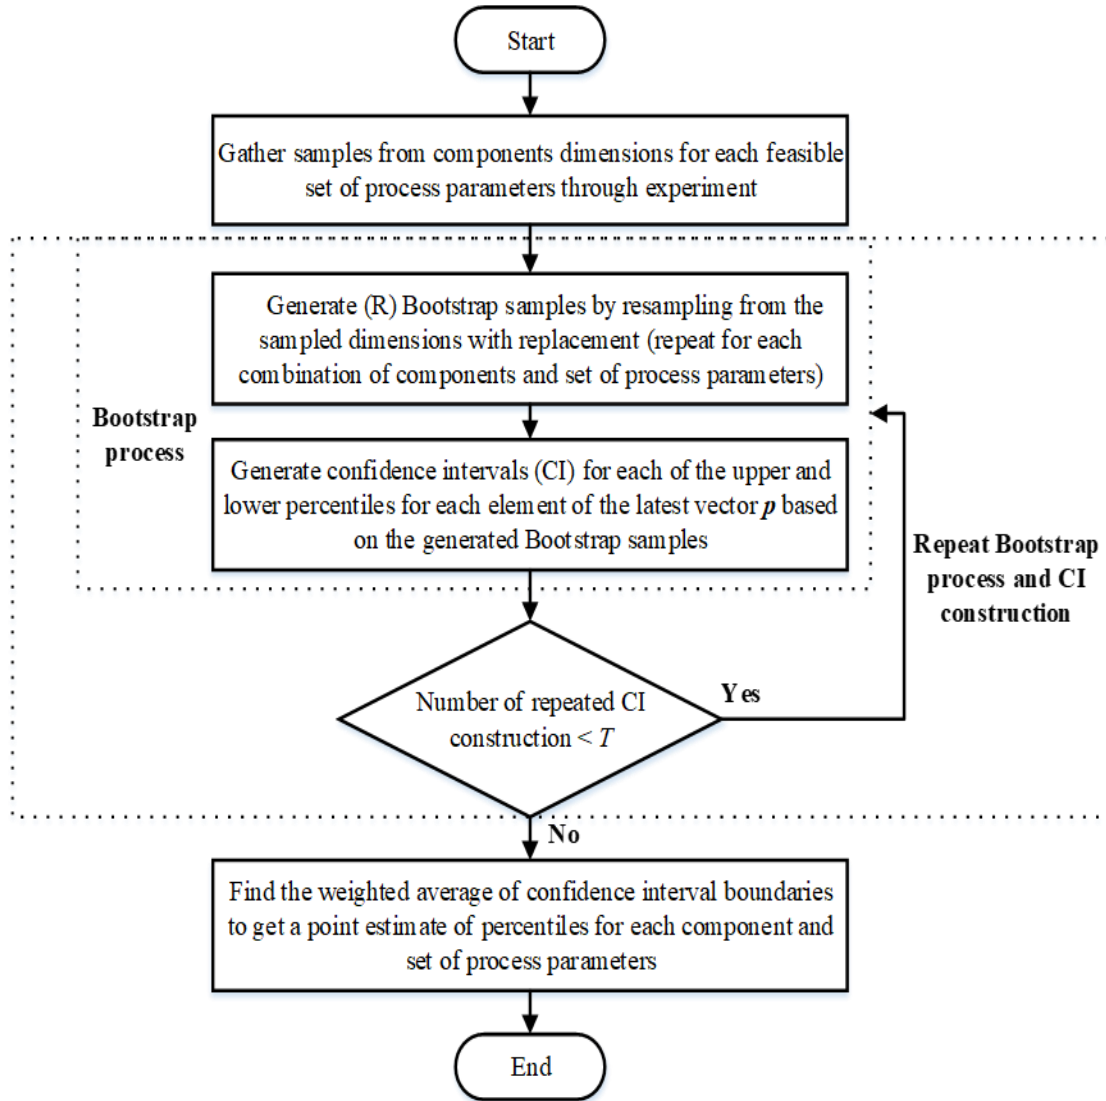 Start
Gather samples from components dimensions for each feasible
set of process parameters through experiment
Generate (R) Bootstrap samples by resampling from the
sampled dimensions with replacement (repeat for each
combination of components and set of process parameters)
Bootstrap
process
Generate confidence intervals (CI) for each of the upper and
lower percentiles for each element of the latest vector p based
on the generated Bootstrap samples
Repeat Bootstrap
process and CI
construction
Number of repeated CI
construction < T
Yes
No
Find the weighted average of confidence interval boundaries
to get a point estimate of percentiles for each component and
set of process parameters
End